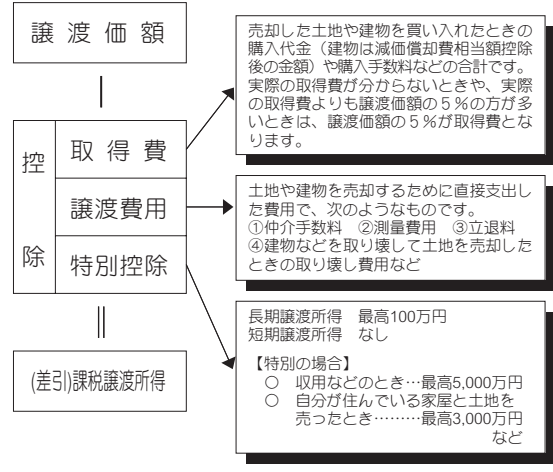 譲渡価額
売却した土地や建物を買い入れたときの
購入代金（建物は減価償却費相当額控除
後の金額）や購入手数料などの合計です。
実際の取得費が分からないときや、実際
の取得費よりも譲渡価額の５％の方が多
いときは、譲渡価額の５％が取得費とな
ります。
控除
取得費
譲渡費用
特別控除
土地や建物を売却するために直接支出し
た費用で、次のようなものです。
①仲介手数料　②測量費用　③立退料
④建物などを取り壊して土地を売却した
ときの取り壊し費用など
長期譲渡所得　最高100万円
短期譲渡所得　なし
【特別の場合】
○　収用などのとき…最高5,000万円
○　自分が住んでいる家屋と土地を
売ったとき………最高3,000万円
など
(差引)課税譲渡所得